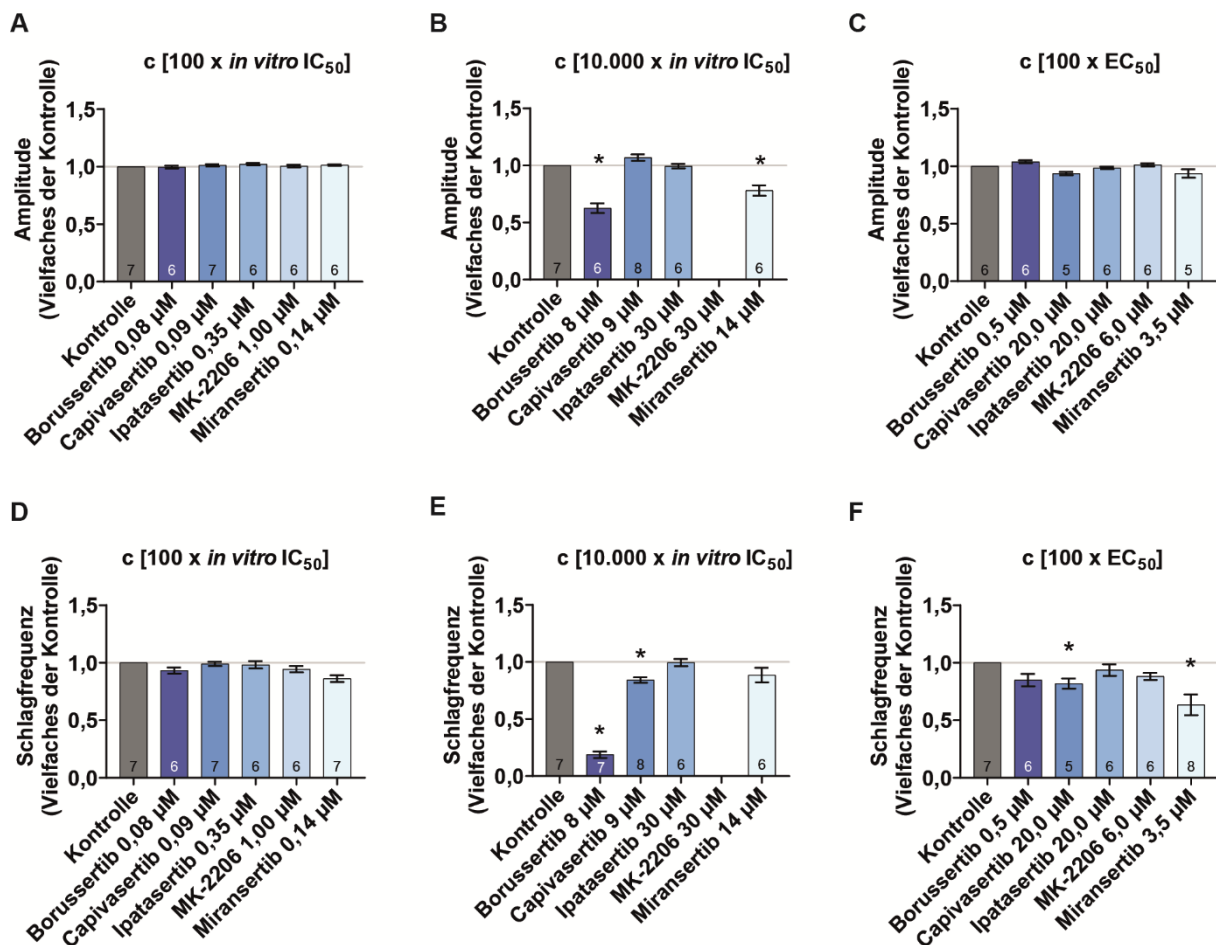 A
c [100 x in vitro IC50]
Amplitude
(Vielfaches der Kontrolle)
1,5
1,0
0,5
0,0
7
6
7
6
6
6
Kontrolle
Borussertib 0,08 µM
Capivasertib 0,09 µM
Ipatasertib 0,35 µM
MK-2206 1,00 µM
Miransertib 0,14 µM
B
c [10.000 x in vitro IC50]
Amplitude
(Vielfaches der Kontrolle)
1,5
1,0
0,5
0,0
*
*
7
6
8
6
6
Kontrolle
Borussertib 8 µM
Capivasertib 9 µM
Ipatasertib 30 µM
MK-2206 30 µM
Miransertib 14 µM
C
c [100 x EC50]
Amplitude
(Vielfaches der Kontrolle)
1,5
1,0
0,5
0,0
6
6
5
6
6
5
Kontrolle
Borussertib 0,5 µM
Capivasertib 20,0 µM
Ipatasertib 20,0 µM
MK-2206 6,0 µM
Miransertib 3,5 µM
D
c [100 x in vitro IC50]
Schlagfrequenz
(Vielfaches der Kontrolle)
1,5
1,0
0,5
0,0
7
6
7
6
6
7
Kontrolle
Borussertib 0,08 µM
Capivasertib 0,09 µM
Ipatasertib 0,35 µM
MK-2206 1,00 µM
Miransertib 0,14 µM
E
c [10.000 x in vitro IC50]
Schlagfrequenz
(Vielfaches der Kontrolle)
1,5
1,0
0,5
0,0
*
*
7
7
8
6
6
Kontrolle
Borussertib 8 µM
Capivasertib 9 µM
Ipatasertib 30 µM
MK-2206 30 µM
Miransertib 14 µM
F
c [100 x EC50]
Schlagfrequenz
(Vielfaches der Kontrolle)
1,5
1,0
0,5
0,0
*
*
7
6
5
6
6
8
Kontrolle
Borussertib 0,5 µM
Capivasertib 20,0 µM
Ipatasertib 20,0 µM
MK-2206 6,0 µM
Miransertib 3,5 µM